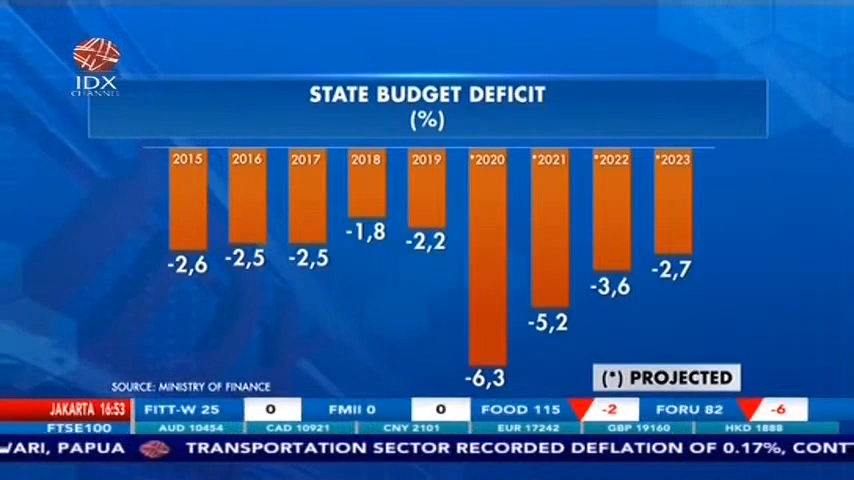 IDX
CHANNEL
STATE BUDGET DEFICIT
(%)
2015 2016 2017 2018 2019 *2020 *2021 *2022 *2023
-2,6 -2,5 -2,5 -1,8 -2,2 -6,3 -5,2 -3,6 -2,7
SOURCE: MINISTRY OF FINANCE
(*) PROJECTED
JAKARTA 16:53 FITT-W 25 0 FMII 0 0 FOOD 115 -2 FORU 82 -6
FTSE100 AUD 10454 CAD 10921 CNY 2101 EUR 17242 GBP 19160 HKD 1888
WARI, PAPUA TRANSPORTATION SECTOR RECORDED DEFLATION OF 0.17%, CONT